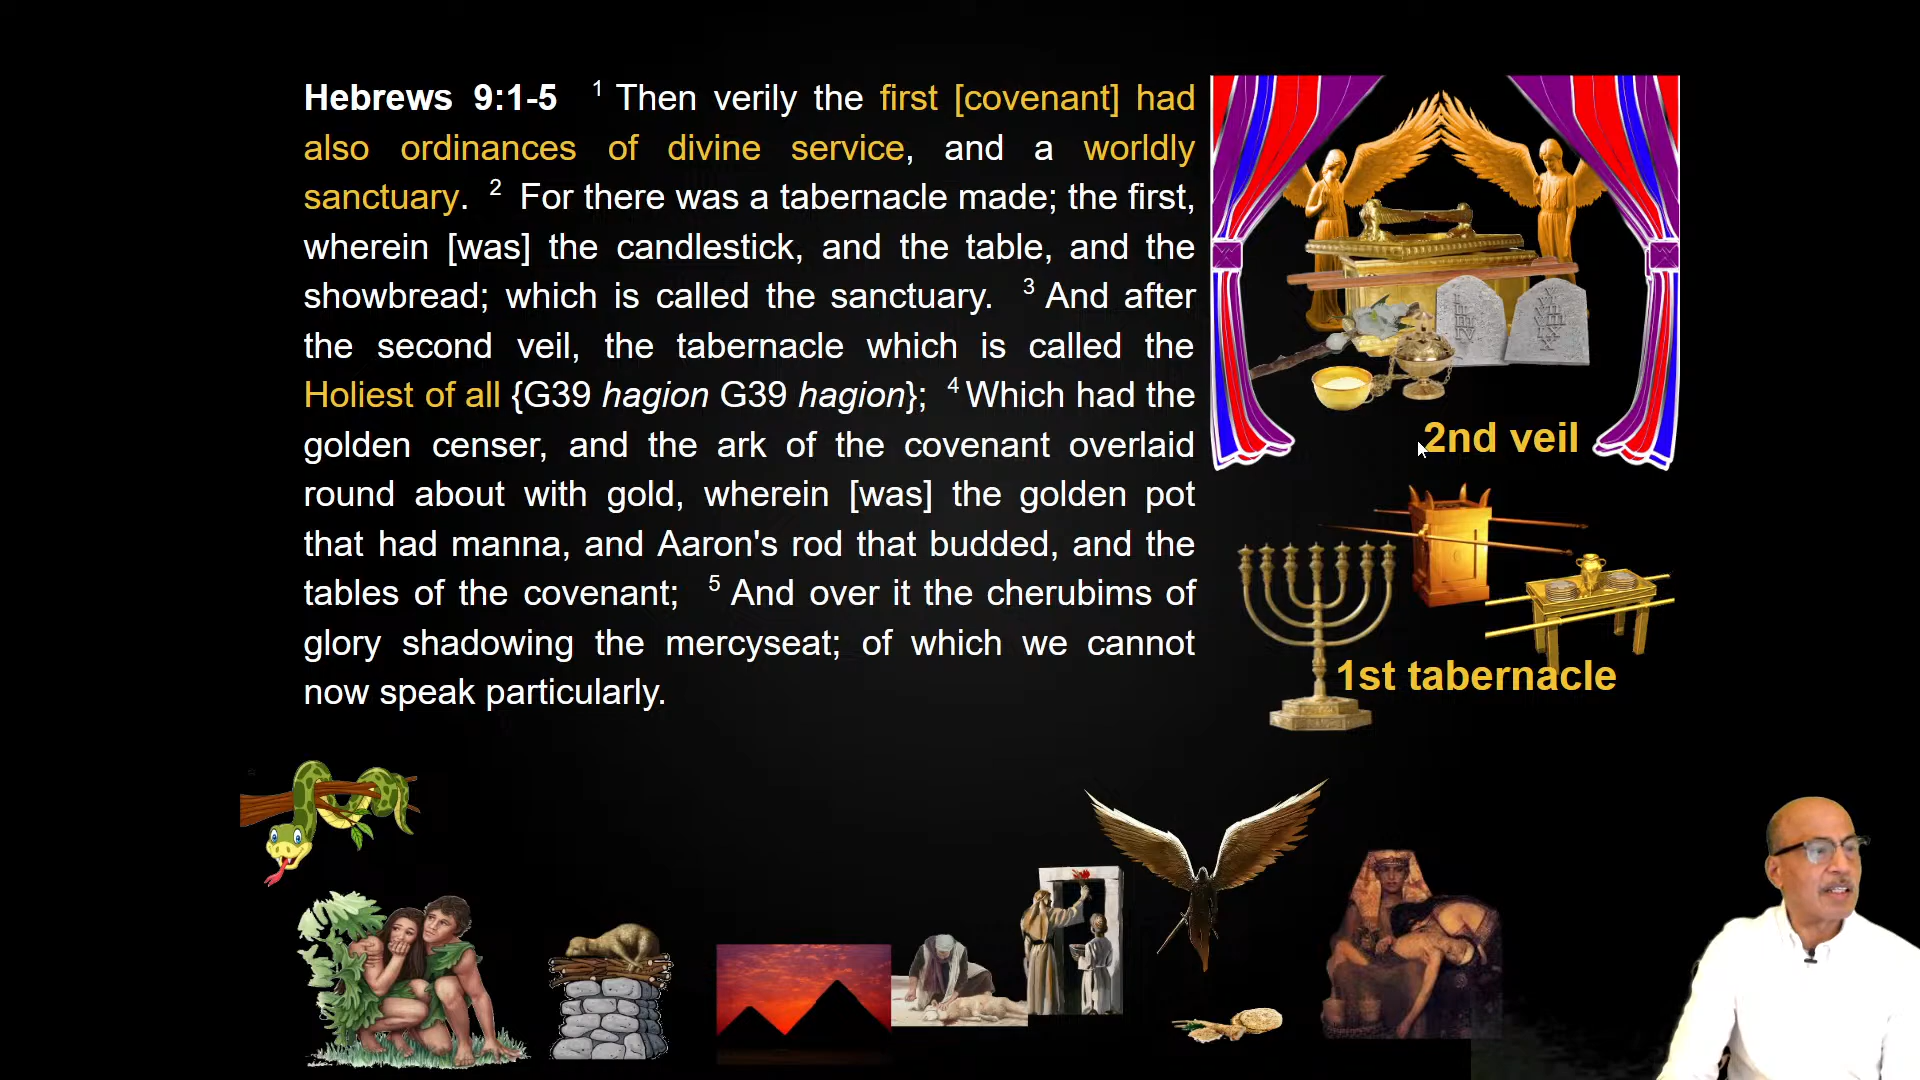 Hebrews 9:1-5 1 Then verily the first [covenant] had
also ordinances of divine service, and a worldly
sanctuary. 2 For there was a tabernacle made; the first,
wherein [was] the candlestick, and the table, and the
showbread; which is called the sanctuary. 3 And after
the second veil, the tabernacle which is called the
Holiest of all {G39 hagion G39 hagion}; 4 Which had the
golden censer, and the ark of the covenant overlaid
round about with gold, wherein [was] the golden pot
that had manna, and Aaron's rod that budded, and the
tables of the covenant; 5 And over it the cherubims of
glory shadowing the mercyseat; of which we cannot
now speak particularly.
2nd veil
1st tabernacle